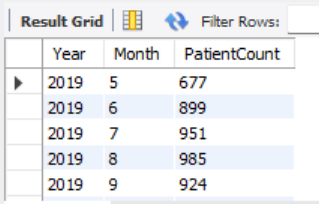 Result Grid Filter Rows:
Year Month PatientCount
2019 5 677
2019 6 899
2019 7 951
2019 8 985
2019 9 924